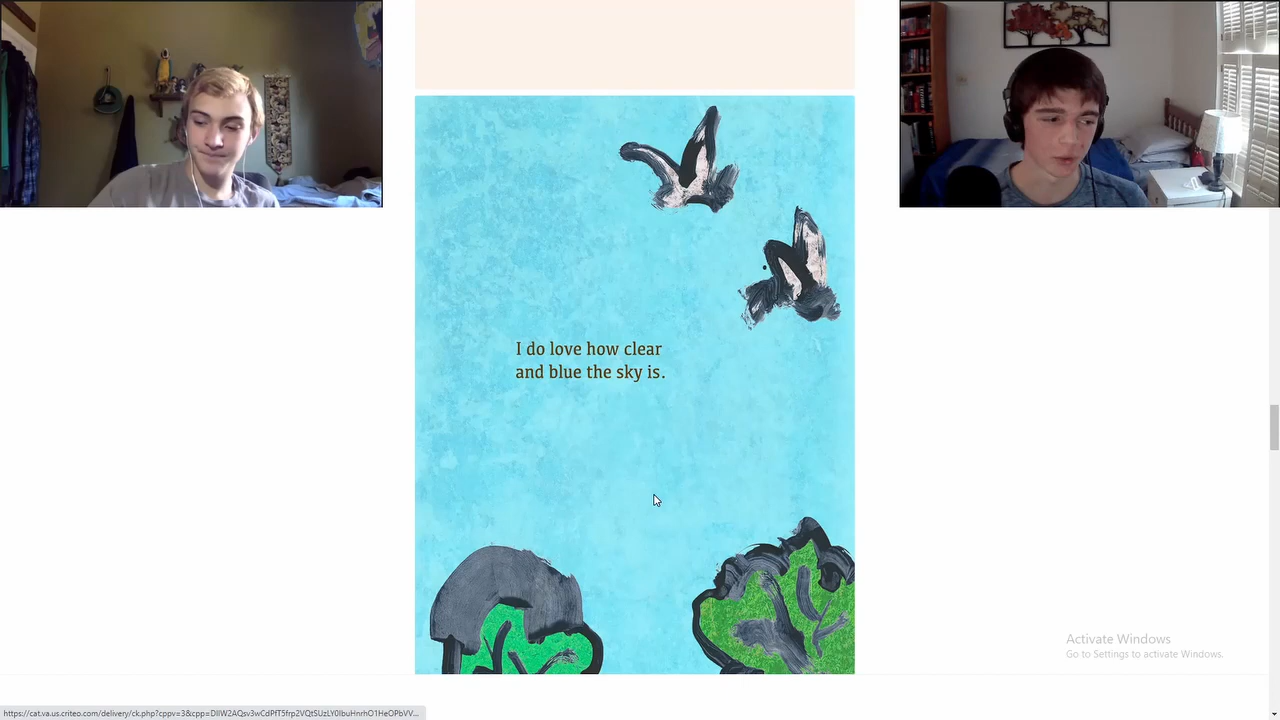 I do love how clear
and blue the sky is.
Activate Windows
Go to Settings to activate Windows.